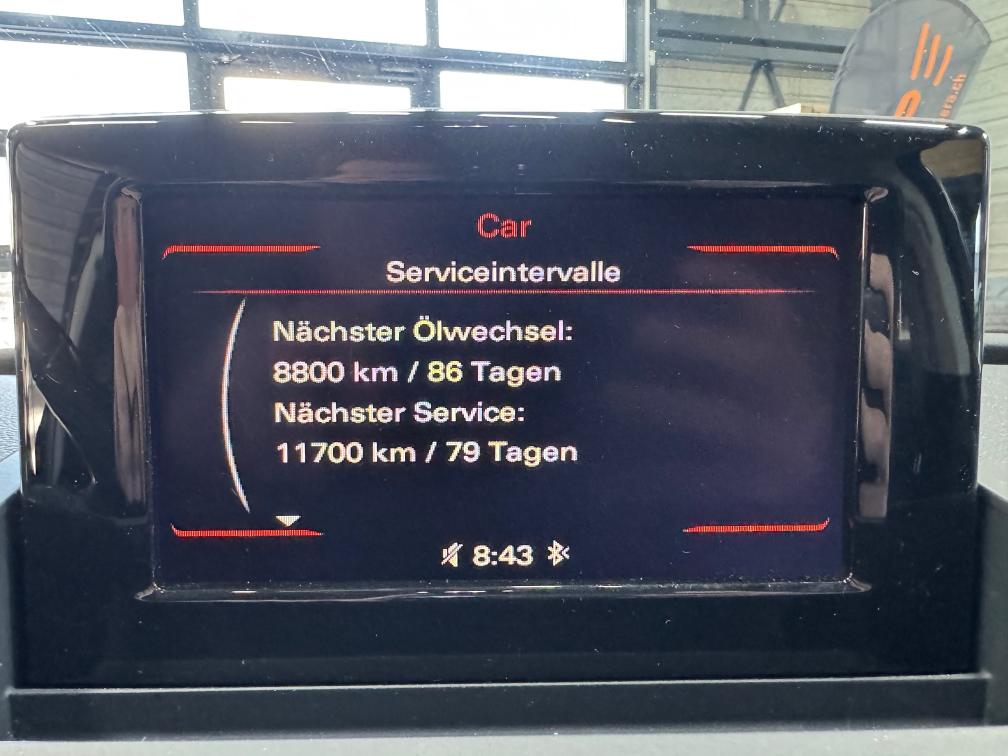 Car
Serviceintervalle
Nächster Ölwechsel:
8800 km / 86 Tagen
Nächster Service:
11700 km / 79 Tagen
8:43